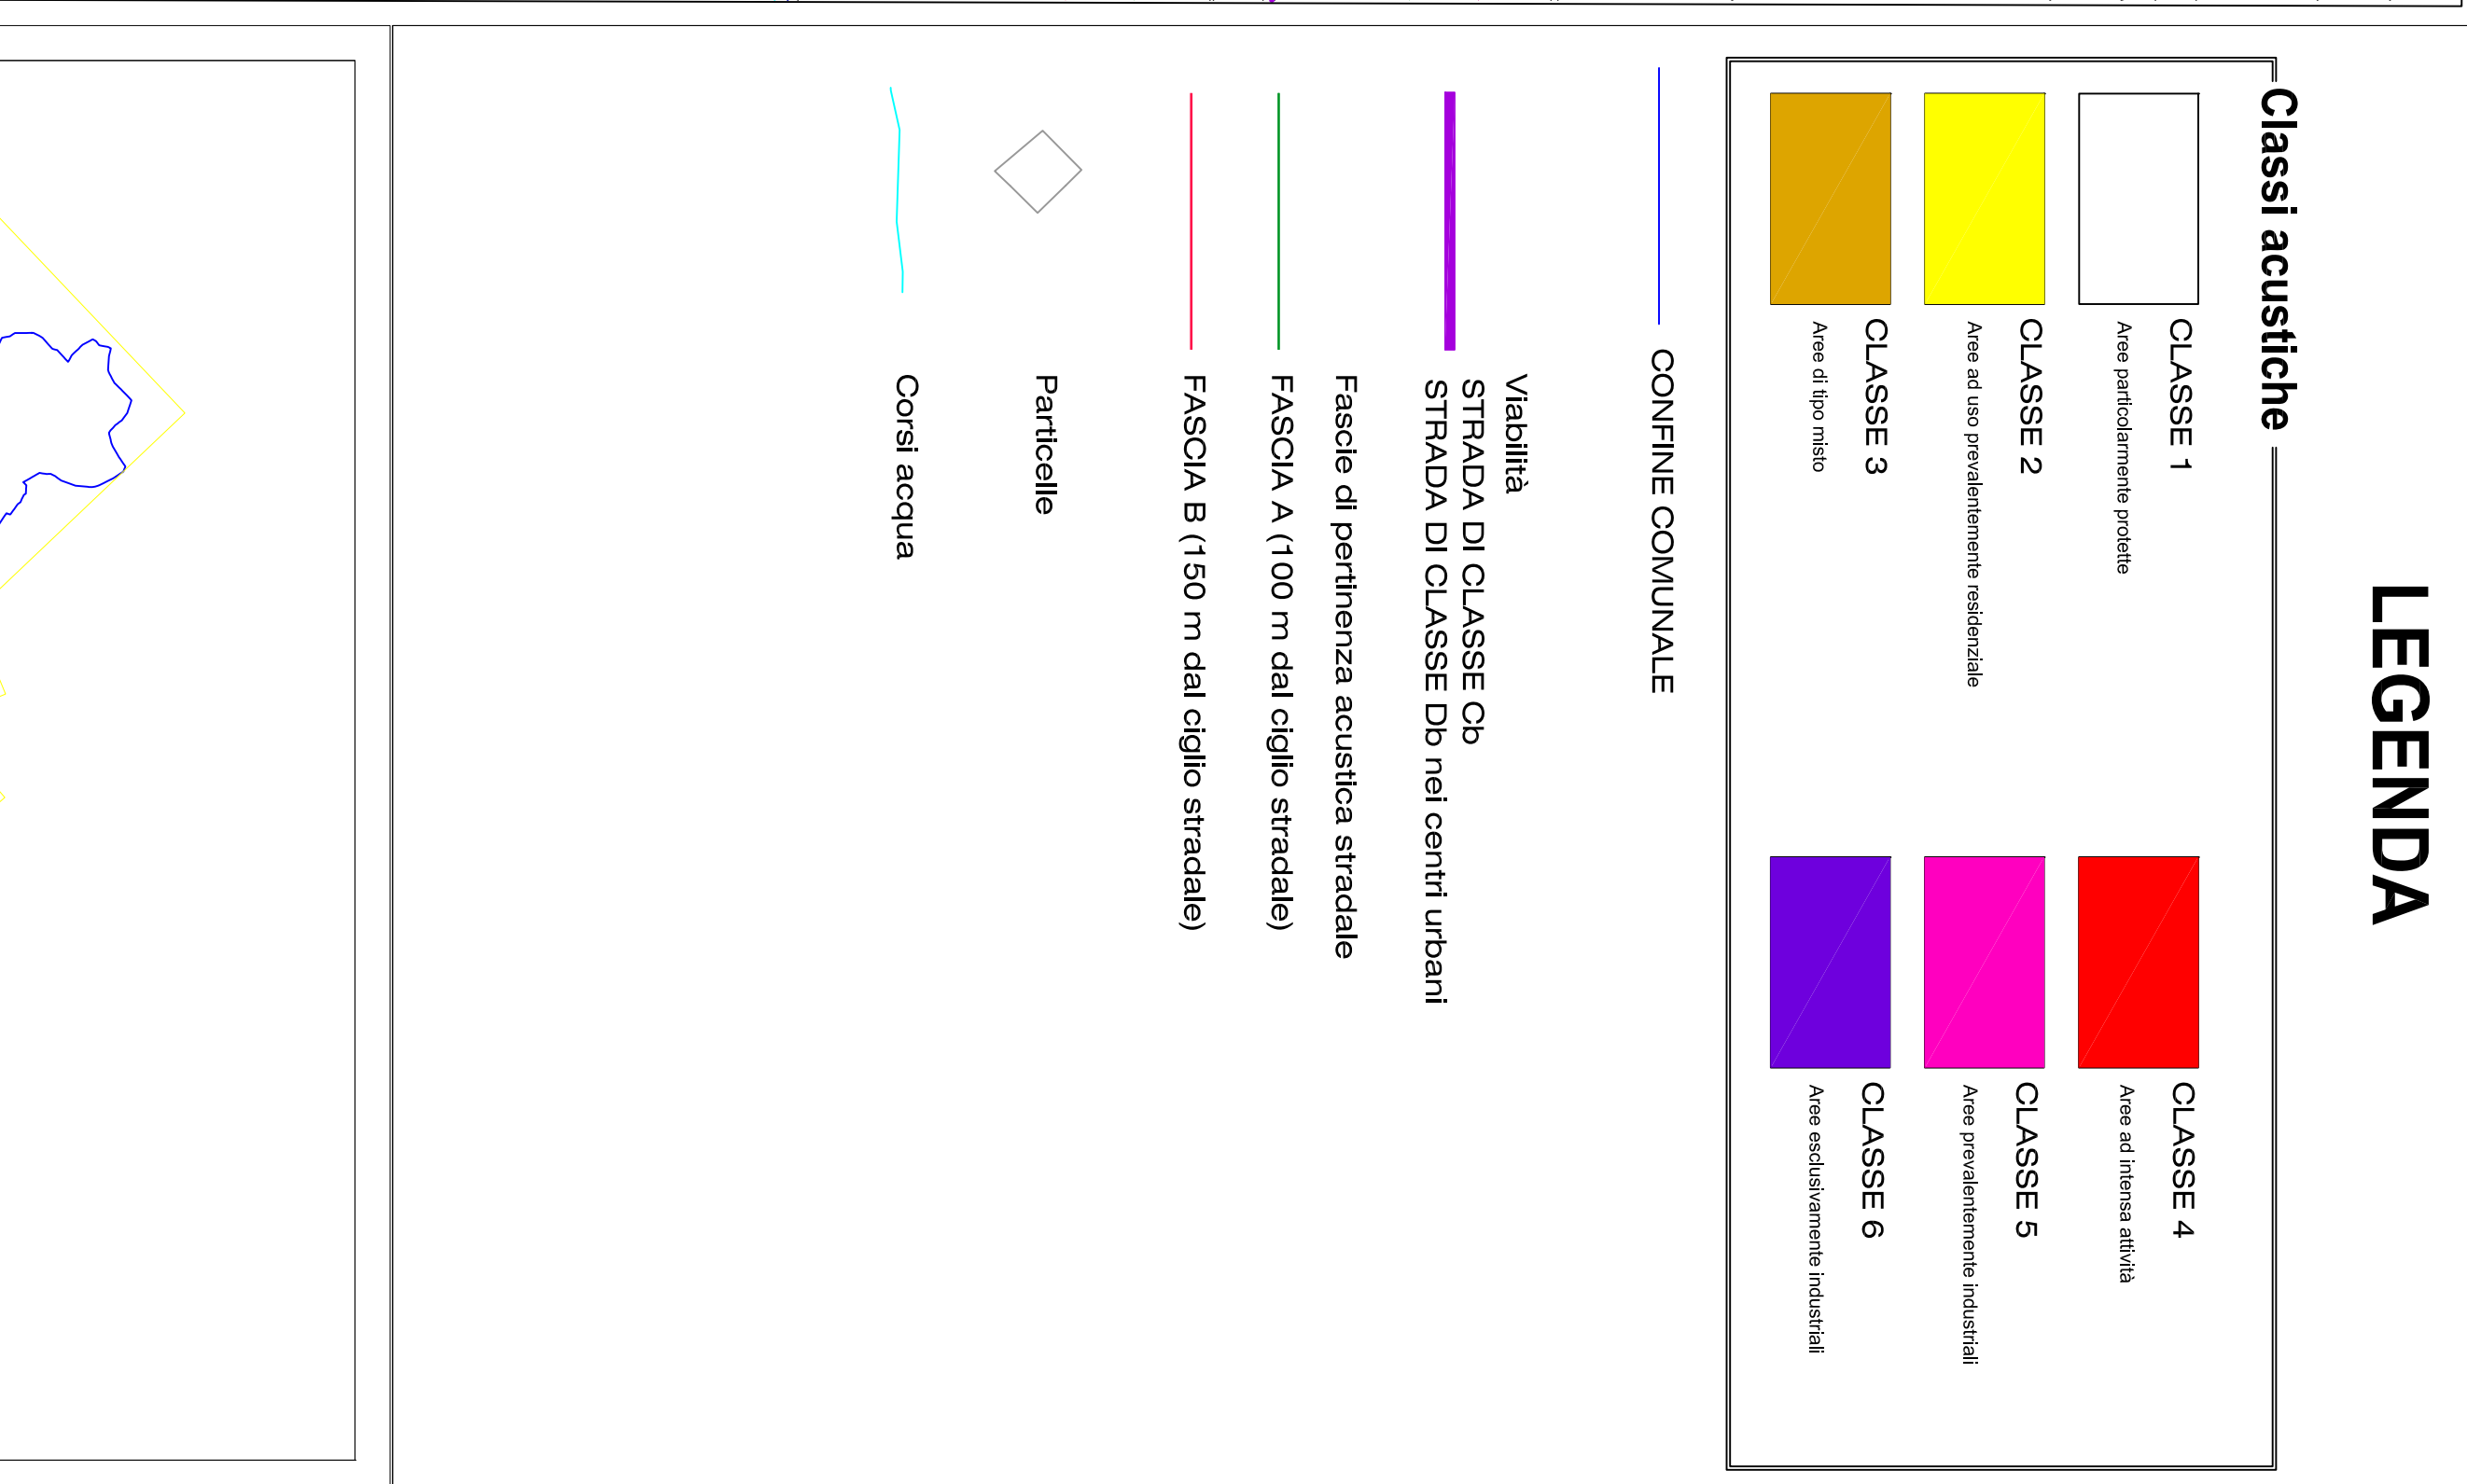 LEGENDA
Classi acustiche
CLASSE 1
Aree particolarmente protette
CLASSE 2
Aree ad uso prevalentemente residenziale
CLASSE 3
Aree di tipo misto
CLASSE 4
Aree ad intensa attività
CLASSE 5
Aree prevalentemente industriali
CLASSE 6
Aree esclusivamente industriali
CONFINE COMUNALE
Viabilità
STRADA DI CLASSE Cb
STRADA DI CLASSE Db nei centri urbani
Fascie di pertinenza acustica stradale
FASCIA A (100 m dal ciglio stradale)
FASCIA B (150 m dal ciglio stradale)
Particelle
Corsi acqua